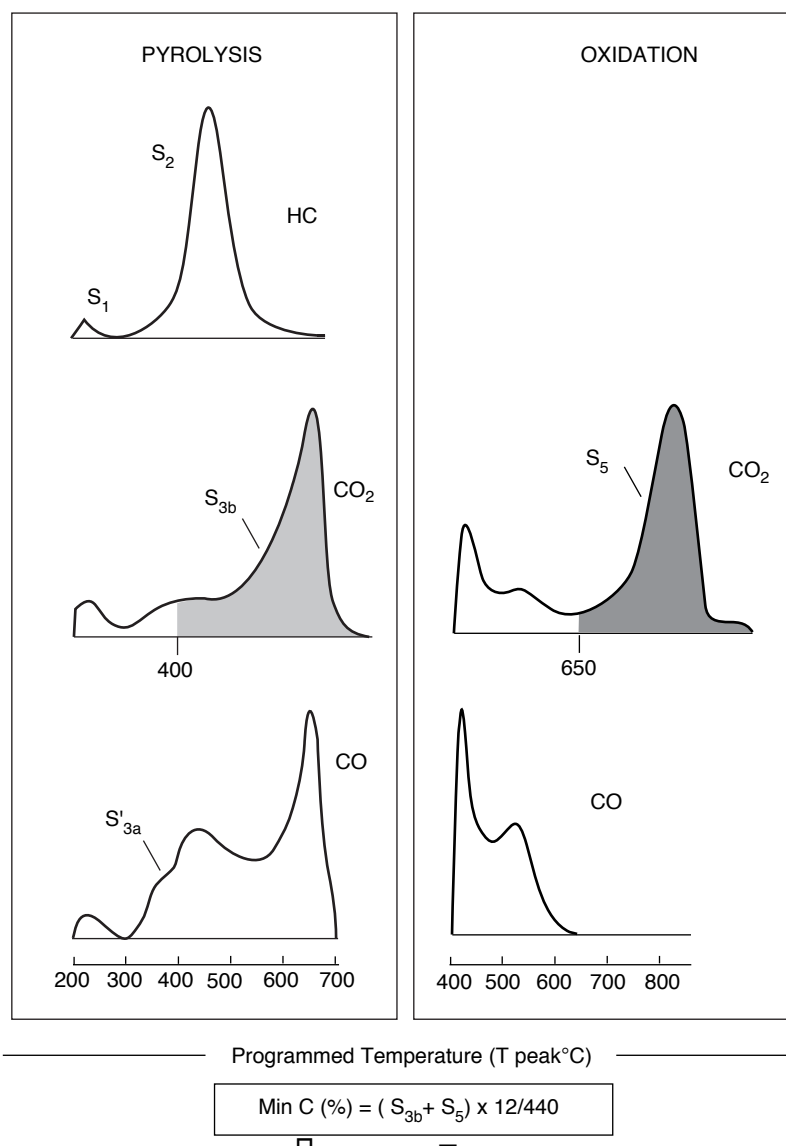 PYROLYSIS
S2
HC
S1
S3b
CO2
400
S'3a
CO
200 300 400 500 600 700
OXIDATION
S5
CO2
650
CO
400 500 600 700 800
Programmed Temperature (T peak°C)
Min C (%) = ( S3b+ S5) x 12/440